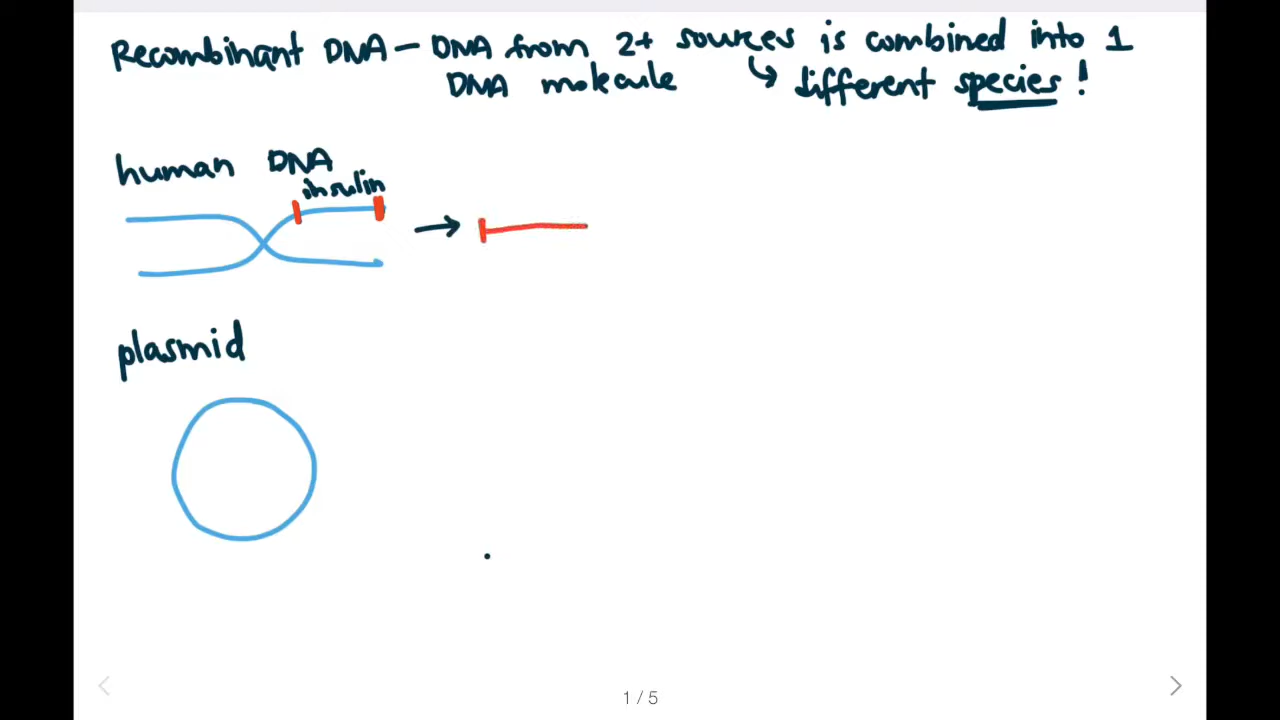 Recombinant DNA – DNA from 2+ sources is combined into 1
DNA molecule ↳ different species!
human DNA
insulin
plasmid
1 / 5